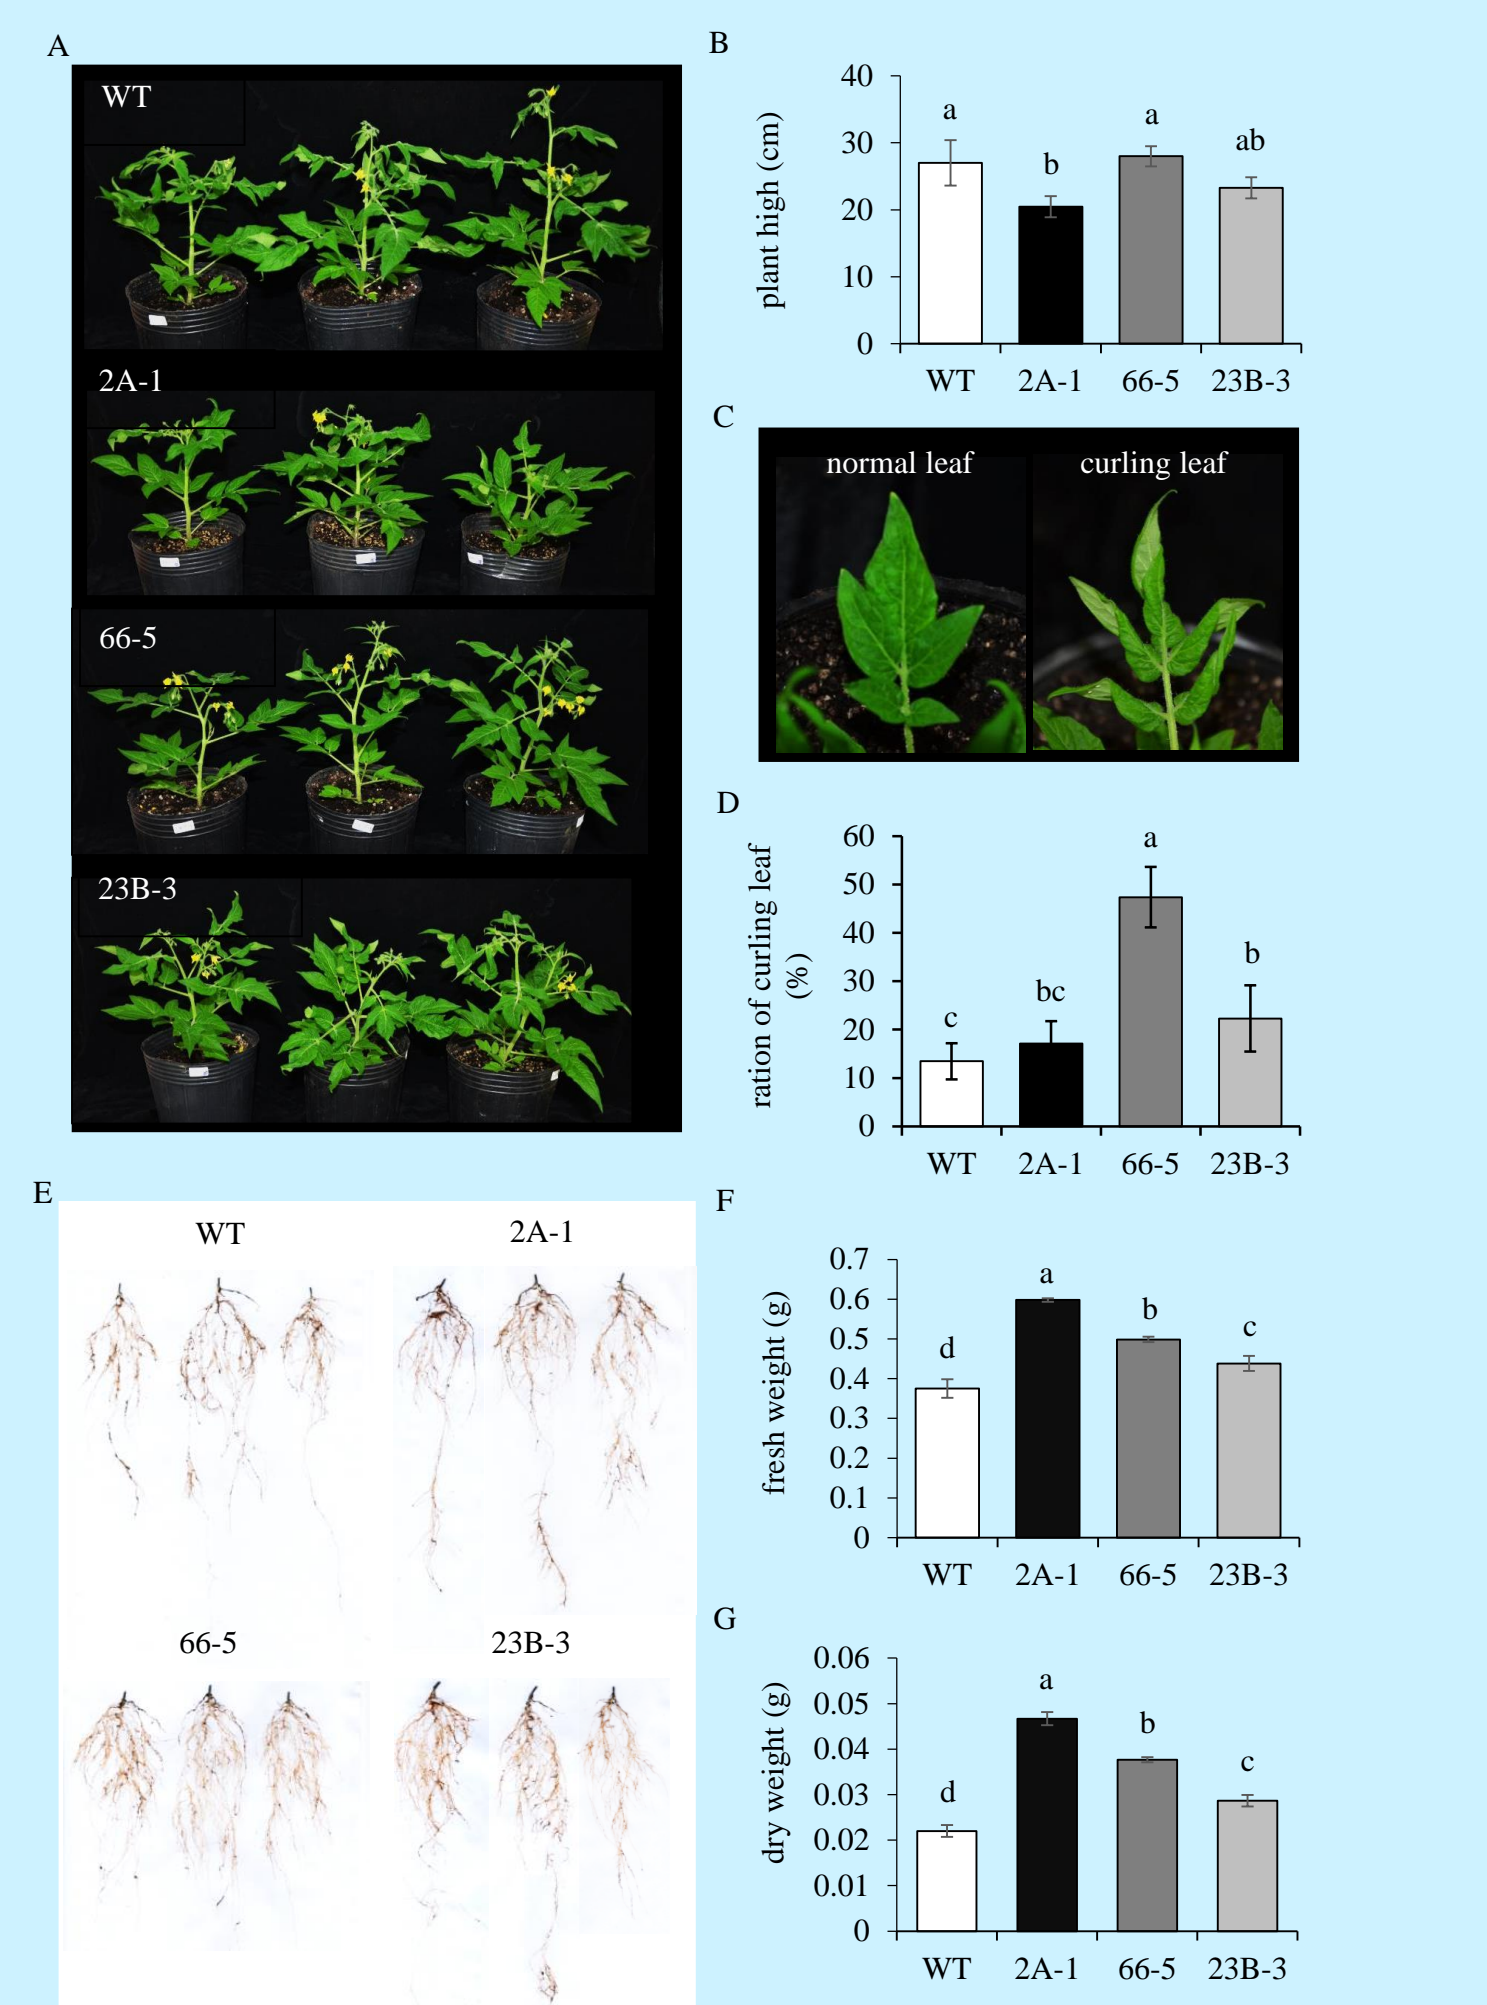 A
WT
2A-1
66-5
23B-3
B
plant high (cm)
40
30
20
10
0
a
b
a
ab
WT 2A-1 66-5 23B-3
C
normal leaf curling leaf
D
ration of curling leaf
(%)
60
50
40
30
20
10
0
c
bc
a
b
WT 2A-1 66-5 23B-3
E
WT 2A-1
66-5 23B-3
F
fresh weight (g)
0.7
0.6
0.5
0.4
0.3
0.2
0.1
0
d
a
b
c
WT 2A-1 66-5 23B-3
G
dry weight (g)
0.06
0.05
0.04
0.03
0.02
0.01
0
d
a
b
c
WT 2A-1 66-5 23B-3